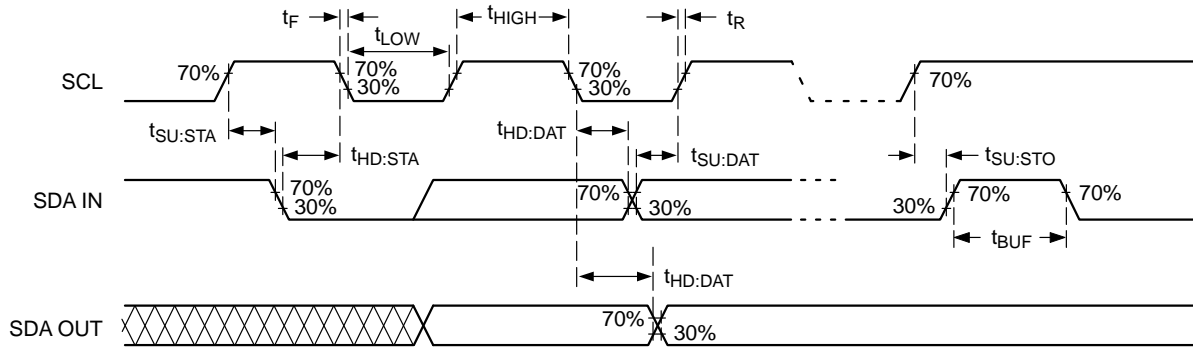 tF tHIGH tR
tLOW
SCL 70% 70% 70% 70%
30% 30%
tSU:STA tHD:STA tHD:DAT tSU:DAT tSU:STO
SDA IN 70% 70% 70% 70%
30% 30% 30%
tBUF
tHD:DAT
SDA OUT 70%
30%